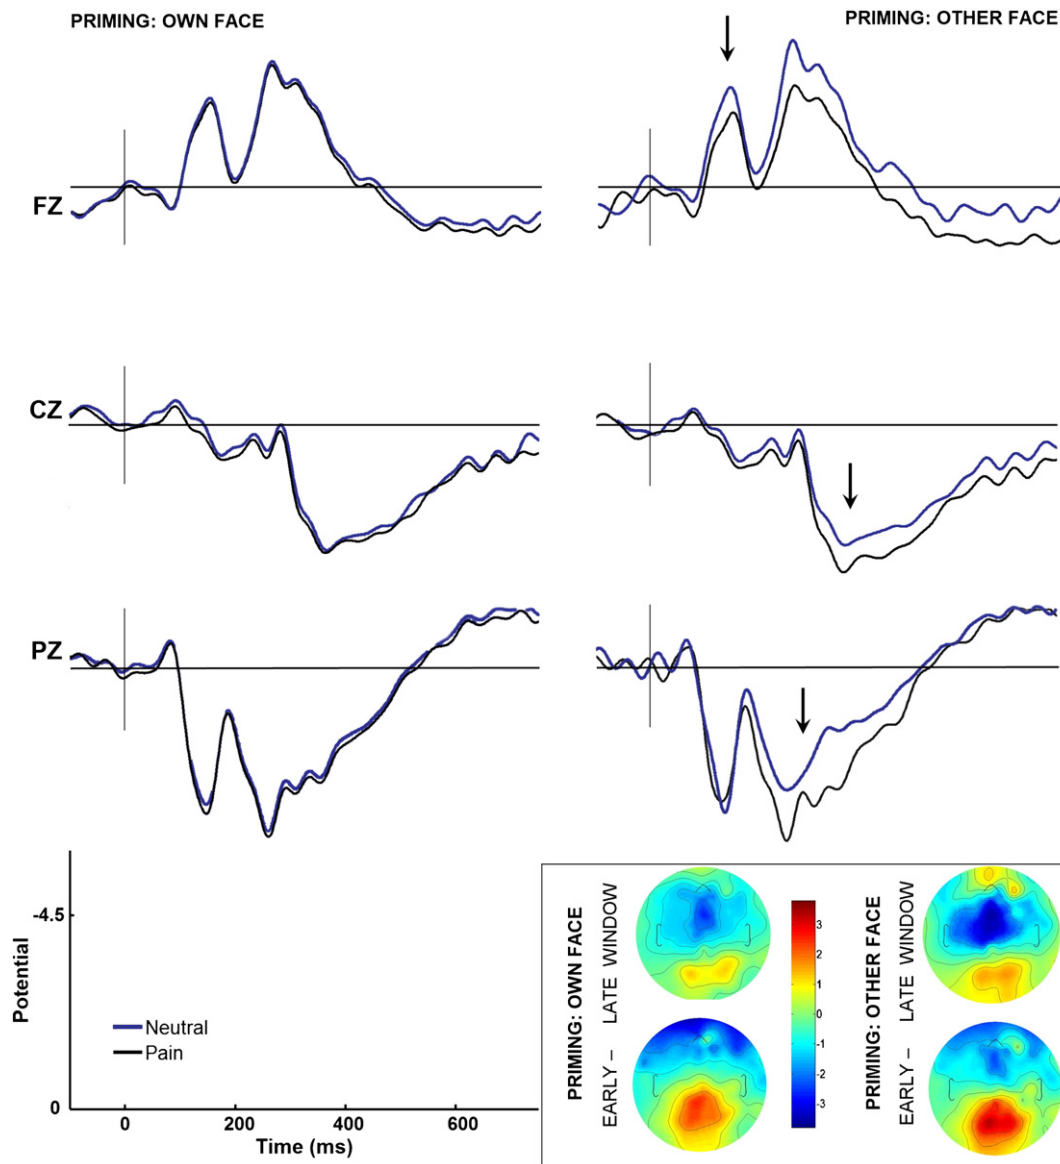 PRIMING: OWN FACE
PRIMING: OTHER FACE
FZ
CZ
PZ
Potential
-4.5
0
Neutral
Pain
0
200
400
600
Time (ms)
PRIMING: OWN FACE
EARLY – LATE WINDOW
3
2
1
0
-1
-2
-3
PRIMING: OTHER FACE
EARLY – LATE WINDOW